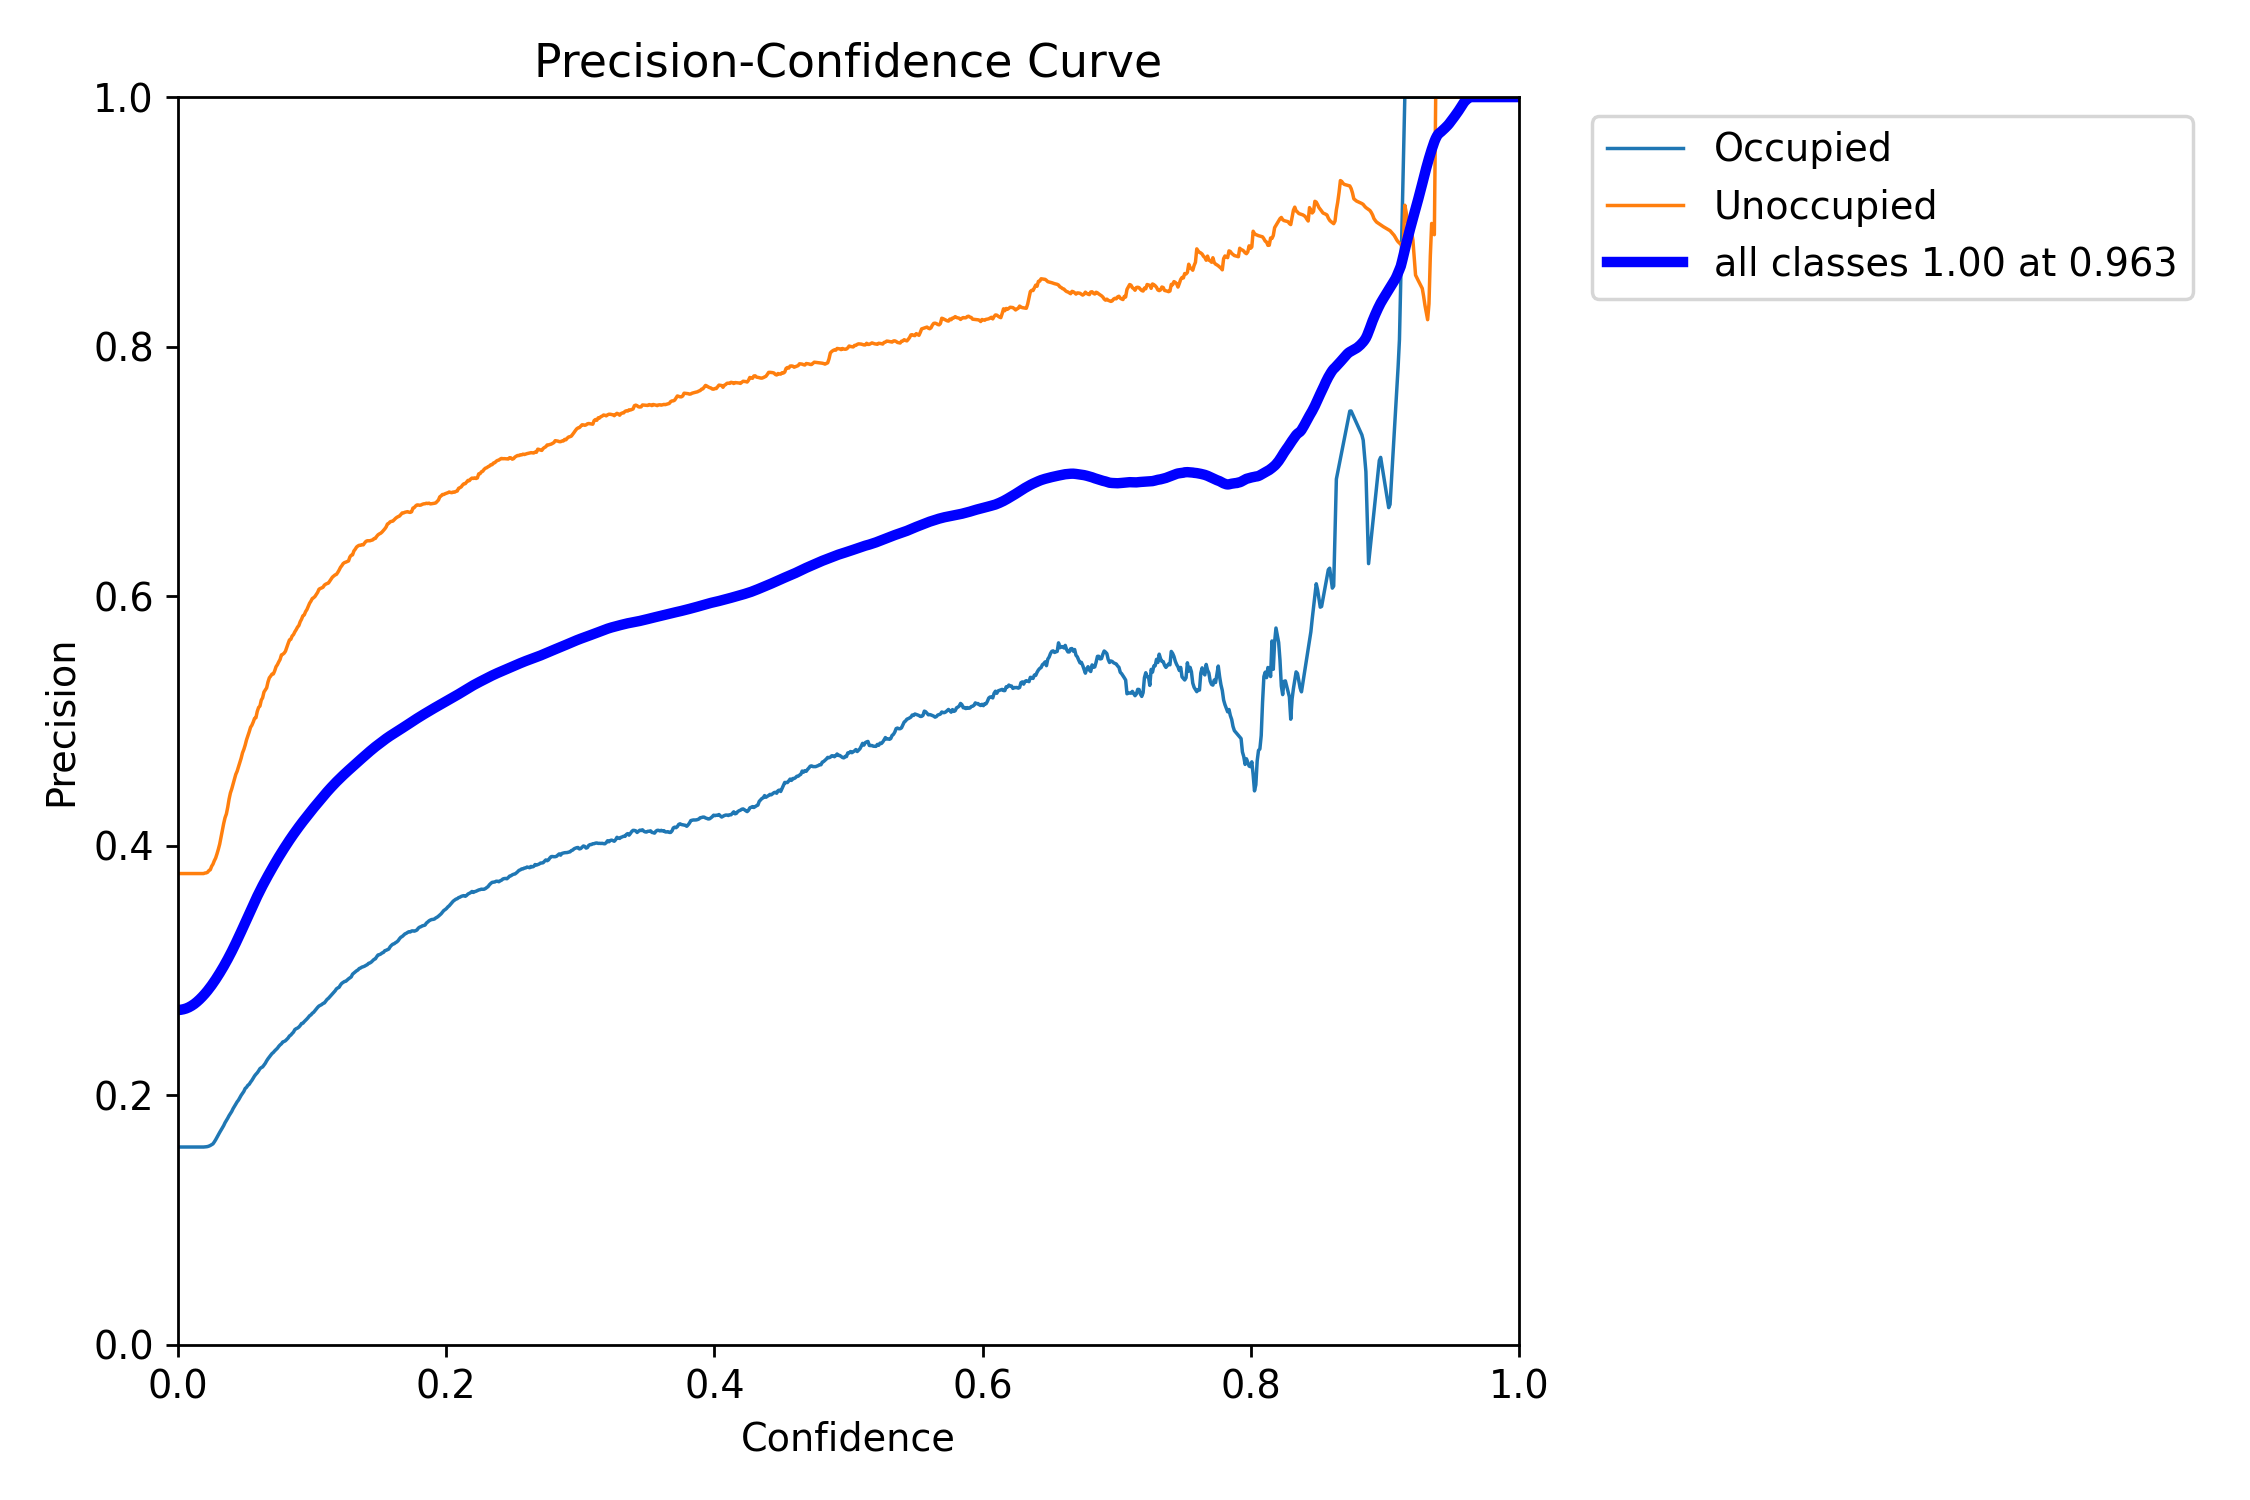 Precision-Confidence Curve
1.0
0.8
0.6
0.4
0.2
0.0
Precision
0.0 0.2 0.4 0.6 0.8 1.0
Confidence
Occupied
Unoccupied
all classes 1.00 at 0.963